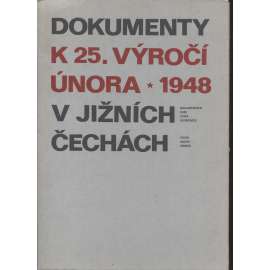 DOKUMENTY
K 25. VÝROČÍ
ÚNORA * 1948
V JIŽNÍCH
ČECHÁCH